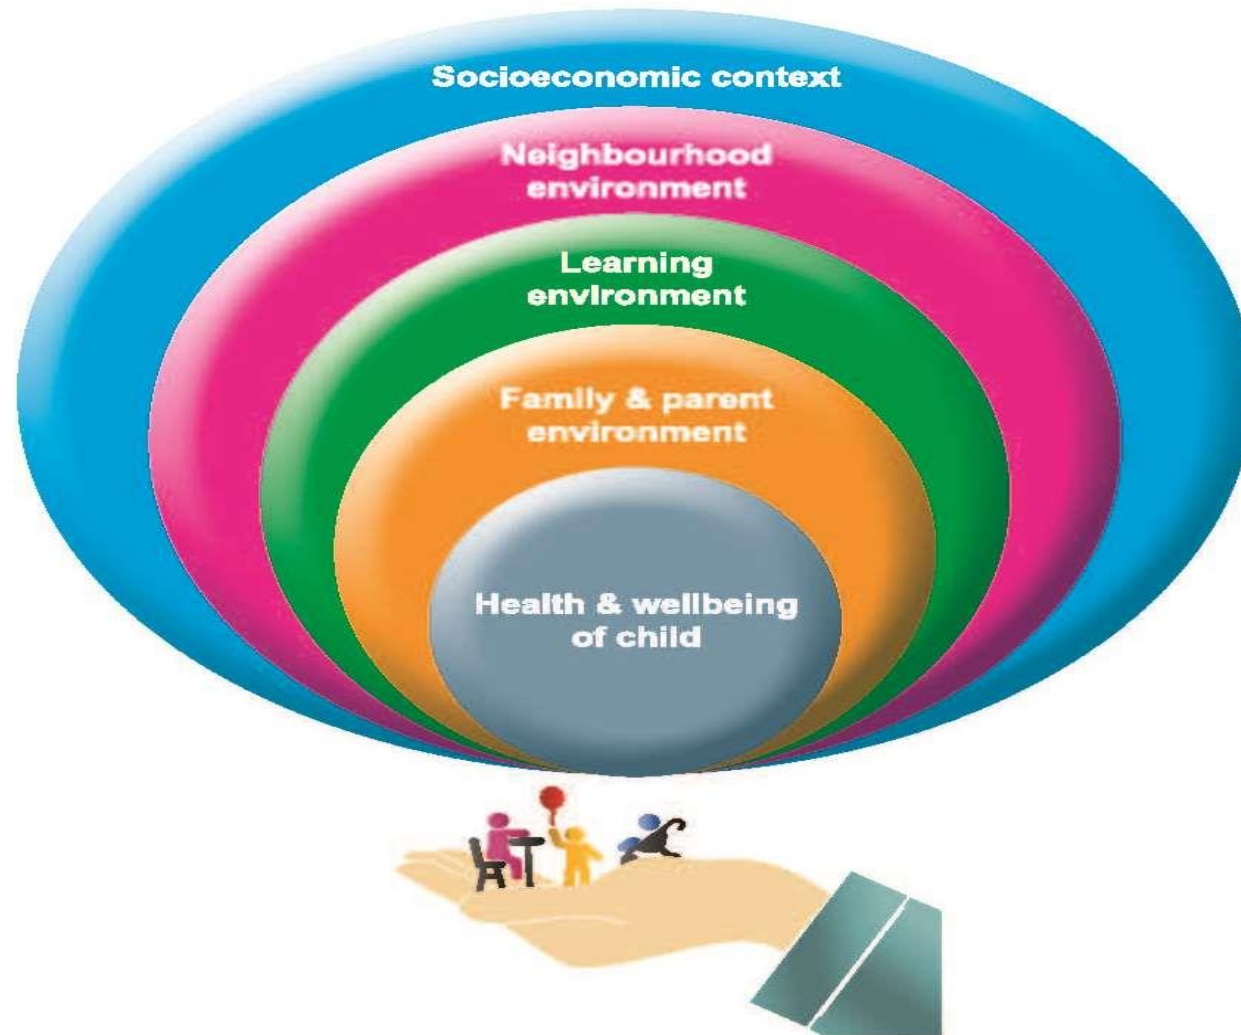 Socioeconomic context
Neighbourhood
environment
Learning
environment
Family & parent
environment
Health & wellbeing
of child